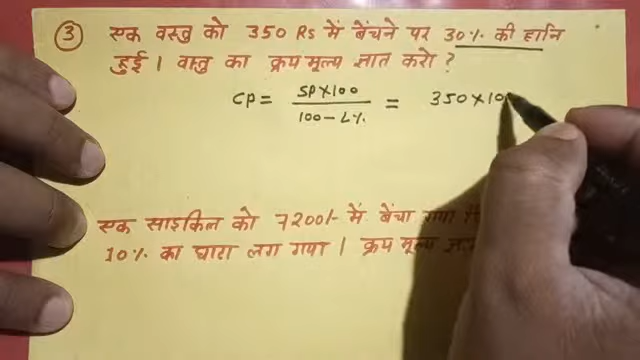 3 एक वस्तु को 350 Rs में बेंचने पर 30% की हानि
हुई। वस्तु का क्रय मूल्य ज्ञात करो?
CP = SP×100 / 100-L% = 350×10
एक साइकिल को 7200/- में बेंचा गया
10% का घाटा लग गया। क्रय मूल्य